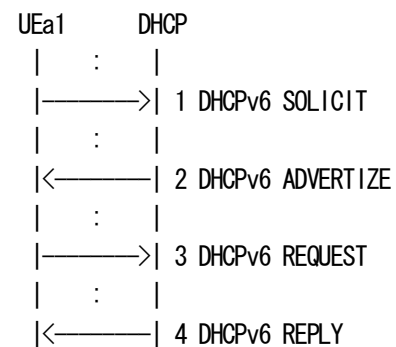 UEa1 DHCP
| : |
|------->| 1 DHCPv6 SOLICIT
| : |
|<-------| 2 DHCPv6 ADVERTIZE
| : |
|------->| 3 DHCPv6 REQUEST
| : |
|<-------| 4 DHCPv6 REPLY